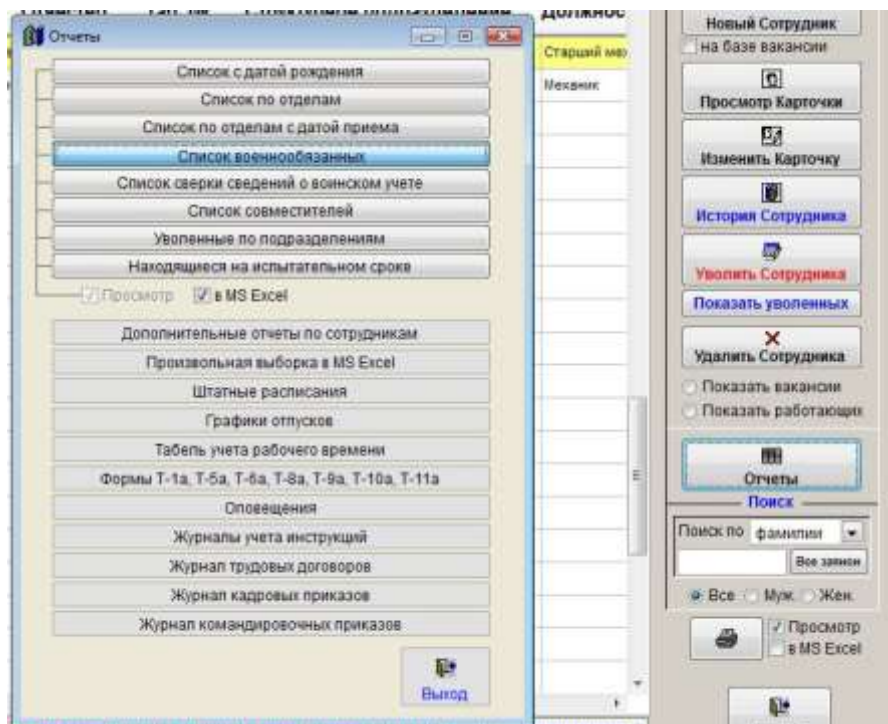 Отчеты
Список с датой рождения
Список по отделам
Список по отделам с датой приема
Список военнообязанных
Список сверки сведений о воинском учете
Список совместителей
Уволенные по подразделениям
Находящиеся на испытательном сроке
Просмотр в MS Excel
Дополнительные отчеты по сотрудникам
Произвольная выборка в MS Excel
Штатные расписания
Графики отпусков
Табель учета рабочего времени
Формы Т-1а, Т-5а, Т-6а, Т-8а, Т-9а, Т-10а, Т-11а
Оповещения
Журналы учета инструкций
Журнал трудовых договоров
Журнал кадровых приказов
Журнал командировочных приказов
Выход
Должнос
Старший мех
Механик
Новый Сотрудник
на базе вакансии
Просмотр Карточки
Изменить Карточку
История Сотрудника
Уволить Сотрудника
Показать уволенных
Удалить Сотрудника
Показать вакансии
Показать работающих
Отчеты
Поиск
Поиск по фамилии
Все записи
Все Муж. Жен.
Просмотр
в MS Excel